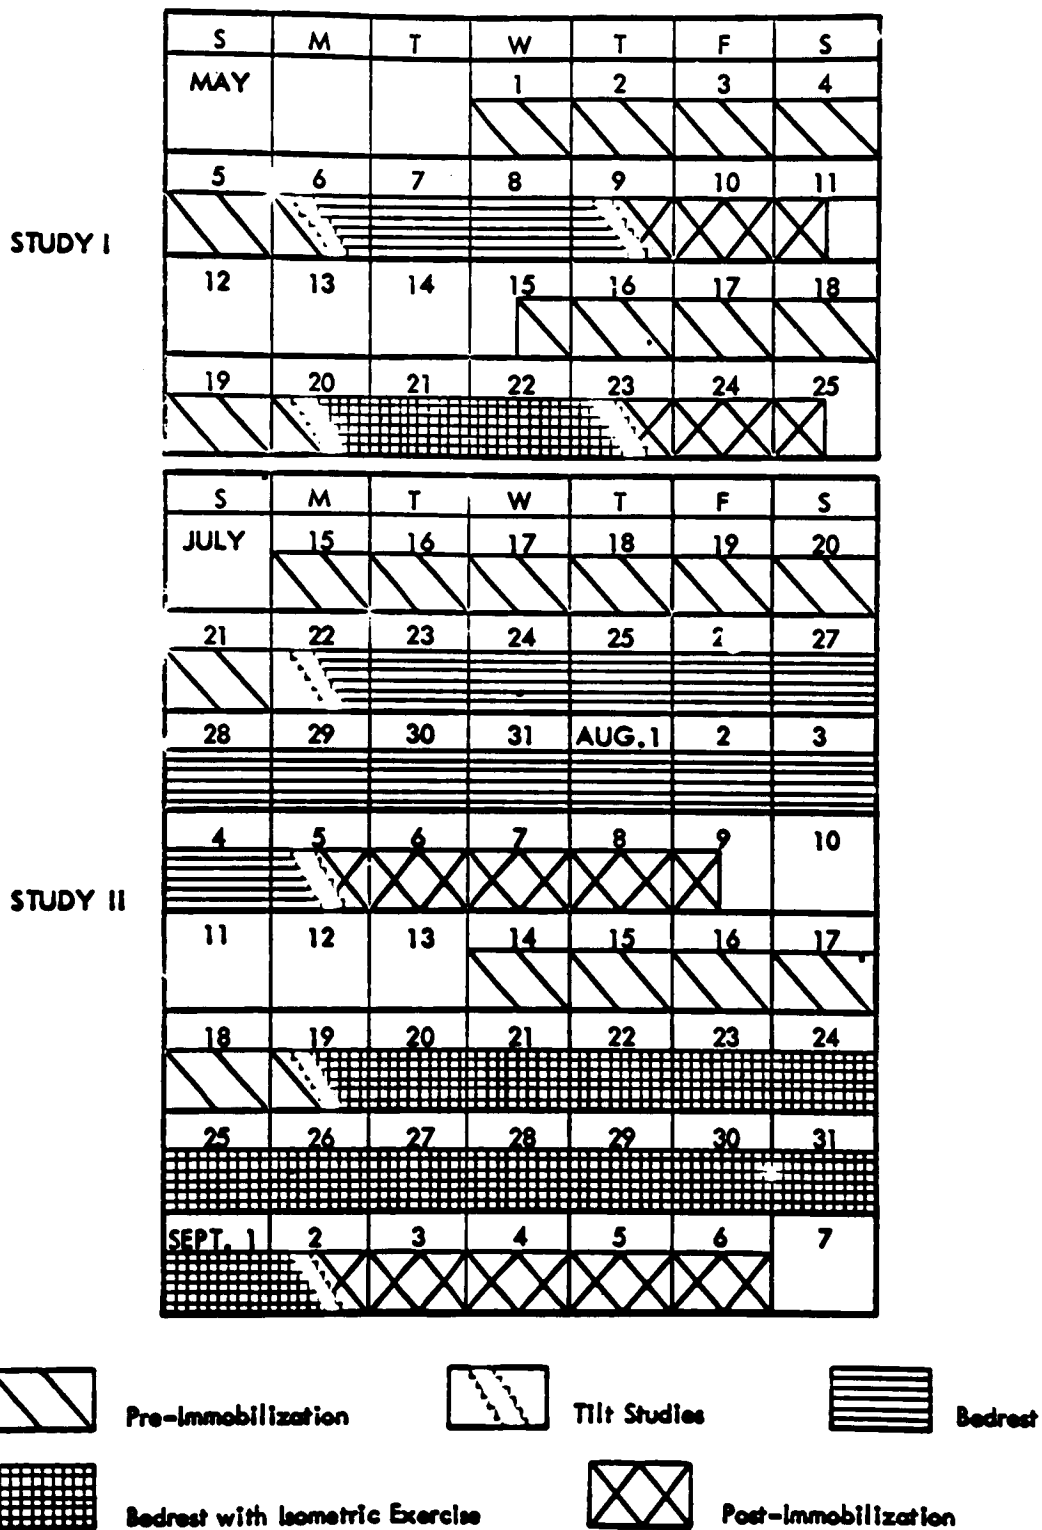 S M T W T F S
MAY 1 2 3 4
5 6 7 8 9 10 11
STUDY I
12 13 14 15 16 17 18
19 20 21 22 23 24 25
S M T W T F S
JULY 15 16 17 18 19 20
21 22 23 24 25 2 27
28 29 30 31 AUG. 1 2 3
4 5 6 7 8 9 10
STUDY II
11 12 13 14 15 16 17
18 19 20 21 22 23 24
25 26 27 28 29 30 31
SEPT. 1 2 3 4 5 6 7
Pre-Immobilization Tilt Studies Bedrest
Bedrest with Isometric Exercise Post-Immobilization